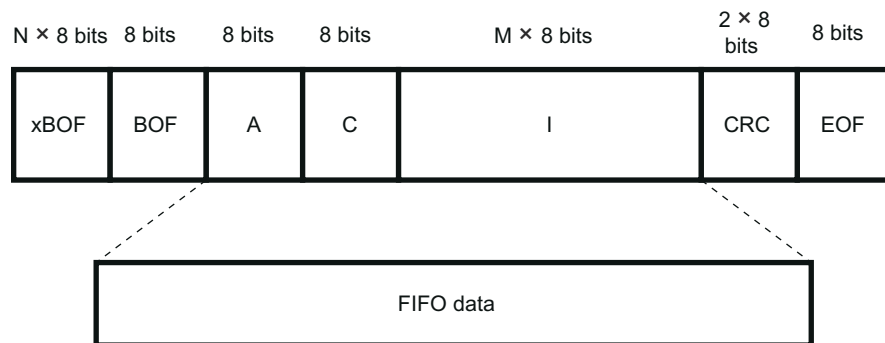 N × 8 bits 8 bits 8 bits 8 bits M × 8 bits 2 × 8
bits 8 bits
xBOF BOF A C I CRC EOF
FIFO data